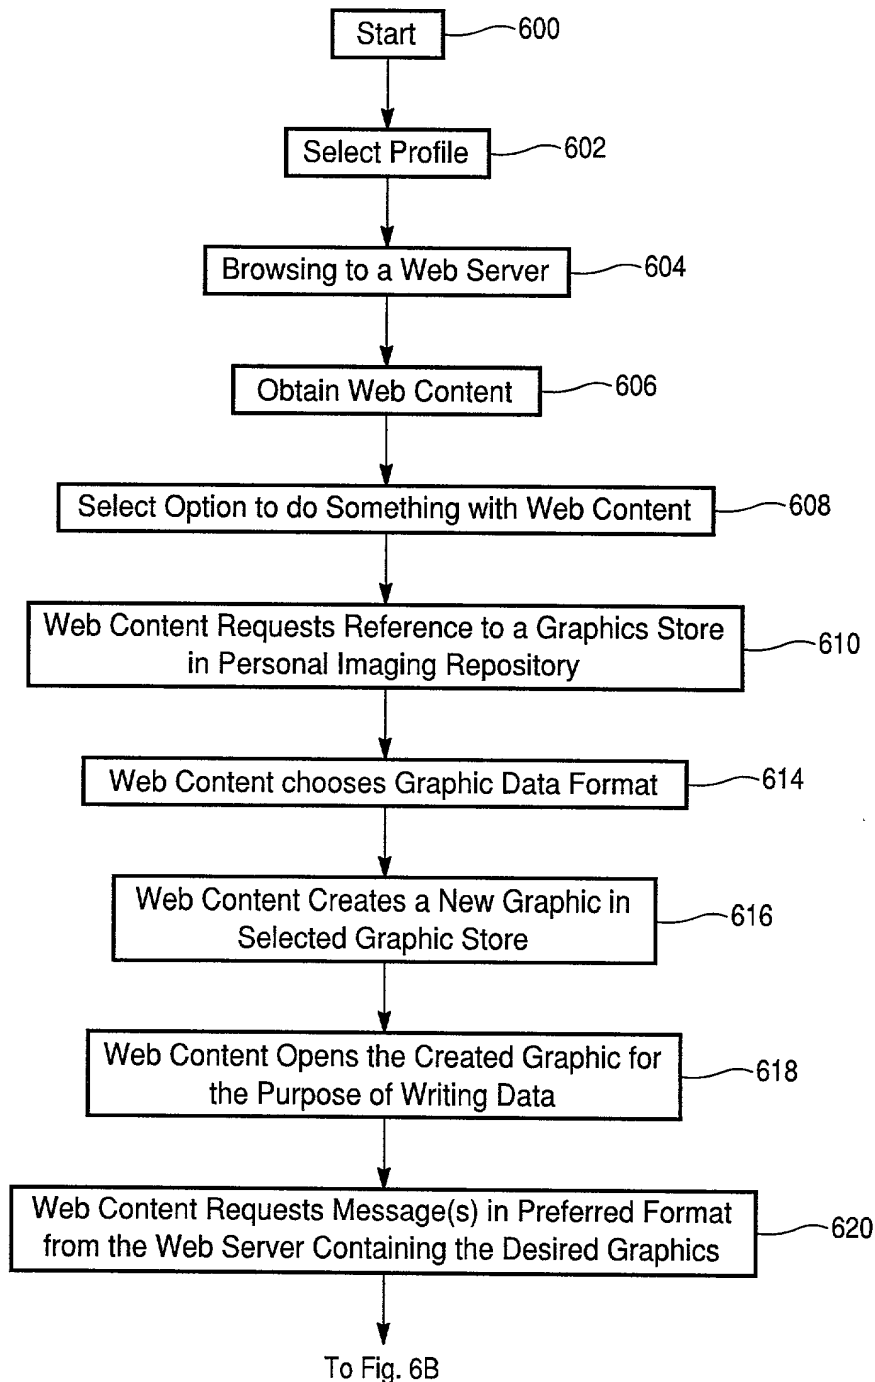 Start
600
Select Profile
602
Browsing to a Web Server
604
Obtain Web Content
606
Select Option to do Something with Web Content
608
Web Content Requests Reference to a Graphics Store
in Personal Imaging Repository
610
Web Content chooses Graphic Data Format
614
Web Content Creates a New Graphic in
Selected Graphic Store
616
Web Content Opens the Created Graphic for
the Purpose of Writing Data
618
Web Content Requests Message(s) in Preferred Format
from the Web Server Containing the Desired Graphics
620
To Fig. 6B